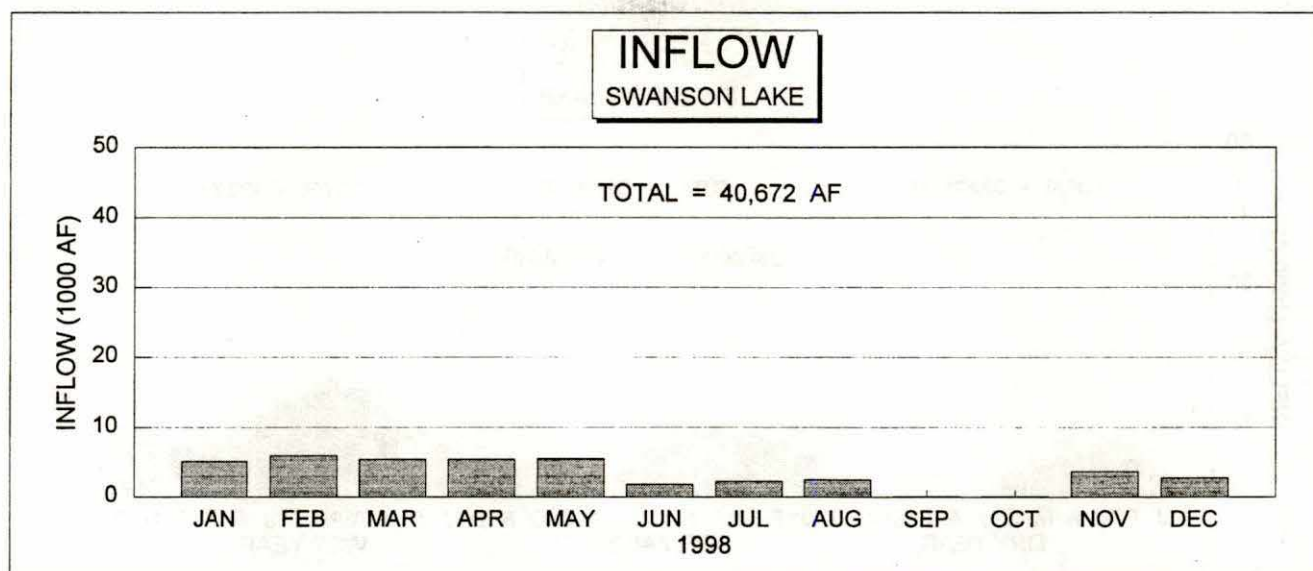 INFLOW
SWANSON LAKE
TOTAL = 40,672 AF
INFLOW (1000 AF)
50
40
30
20
10
0
JAN FEB MAR APR MAY JUN JUL AUG SEP OCT NOV DEC
1998